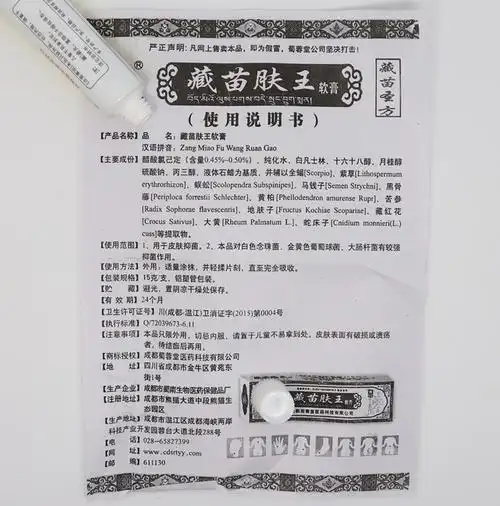 严正声明:凡网上售卖本品,即为假冒,蜀蓉堂公司坚决打击!
®
藏苗肤王软膏
藏苗圣方
(使用说明书)
【产品名称】品 名:藏苗肤王软膏
汉语拼音:Zang Miao Fu Wang Ruan Gao
【主要成份】醋酸氯己定(含量0.45%-0.50%)、纯化水、白凡士林、十六十八醇、月桂醇
硫酸钠、丙三醇、液体石蜡为基质,并辅以全蝎(Scorpio)、紫草[Lithospermum
erythrorhizon]、蜈蚣[Scolopendra Subspinipes]、马钱子[Semen Strychni]、黑骨
藤[Periploca forrestii Schlechter]、黄柏[Phellodendron amurense Rupr]、苦参
[Radix Sophorae flavescentis]、地肤子[Fructus Kochiae Scopariae]、藏红花
[Crocus Sativus]、大黄[Rheum Palmatum L.]、蛇床子[Cnidium monnieri(L.)
cuss]等提取物。
【使用范围】1、用于皮肤抑菌。2、本品对白色念珠菌、金黄色葡萄球菌、大肠杆菌有较强
抑菌作用。
【使用方法】外用,适量涂抹,并轻揉片刻,直至完全吸收。
【包装规格】15克/支,铝塑管包装。
【贮 藏】避光,置阴凉干燥处保存。
【有 效 期】24个月
【卫生许可证号】川(成都-温江)卫消证字(2015)第0004号
【执行标准】Q/72039673-6.11
【注意事项】本品只限外用,切忌内服,请置于儿童不易拿到处。皮肤表面有破损或溃疡
者,待结痂后再用。
【商标授权】成都蜀蓉堂医药科技有限公司
【地 址】四川省成都市金牛区黄苑东
街1号
【生产企业】成都市蜀南生物医药保健品厂
【注册地址】成都市熊猫大道中段熊猫生
态园区
【生产地址】成都市温江区成都海峡两岸
科技产业开发园蓉台大道北段288号
【电 话】028-65827399
【网 址】www.cdsrtyy.com
【邮 编】611130
藏苗肤王
软膏